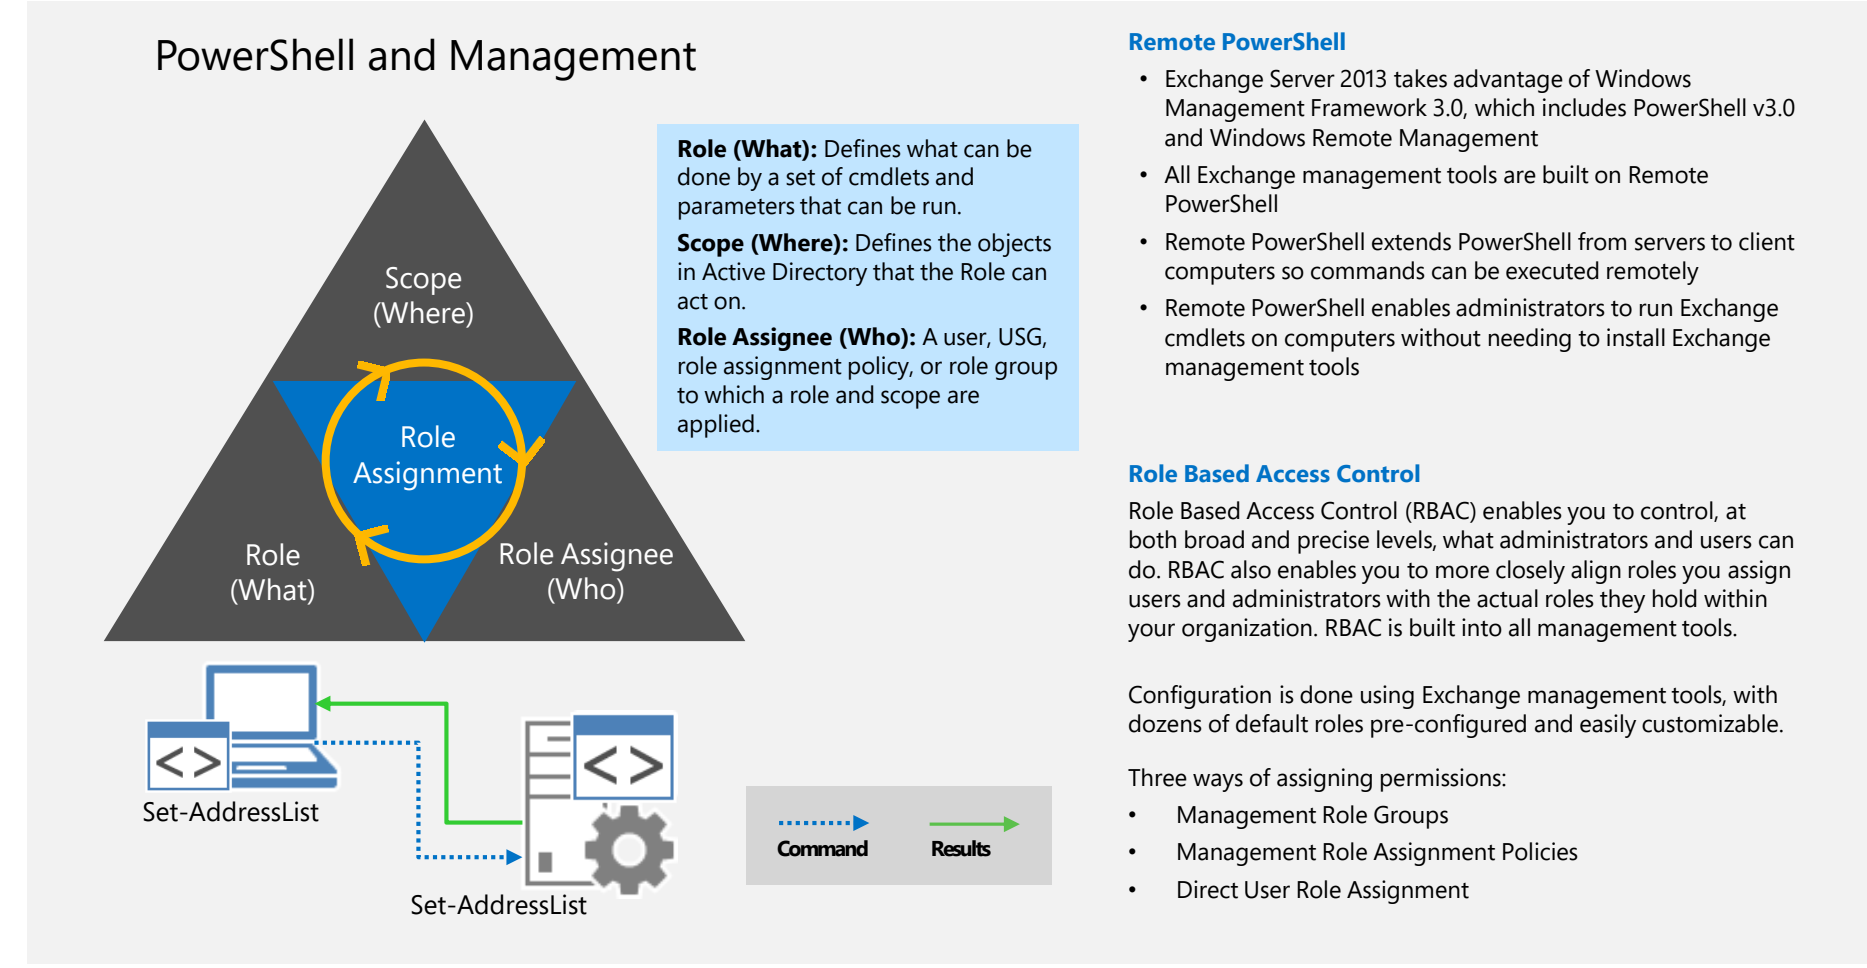 PowerShell and Management
Scope
(Where)
Role
Assignment
Role
(What)
Role Assignee
(Who)
Role (What): Defines what can be
done by a set of cmdlets and
parameters that can be run.
Scope (Where): Defines the objects
in Active Directory that the Role can
act on.
Role Assignee (Who): A user, USG,
role assignment policy, or role group
to which a role and scope are
applied.
<>
Set-AddressList
<>
Set-AddressList
Command
Results
Remote PowerShell
• Exchange Server 2013 takes advantage of Windows
Management Framework 3.0, which includes PowerShell v3.0
and Windows Remote Management
• All Exchange management tools are built on Remote
PowerShell
• Remote PowerShell extends PowerShell from servers to client
computers so commands can be executed remotely
• Remote PowerShell enables administrators to run Exchange
cmdlets on computers without needing to install Exchange
management tools
Role Based Access Control
Role Based Access Control (RBAC) enables you to control, at
both broad and precise levels, what administrators and users can
do. RBAC also enables you to more closely align roles you assign
users and administrators with the actual roles they hold within
your organization. RBAC is built into all management tools.
Configuration is done using Exchange management tools, with
dozens of default roles pre-configured and easily customizable.
Three ways of assigning permissions:
• Management Role Groups
• Management Role Assignment Policies
• Direct User Role Assignment